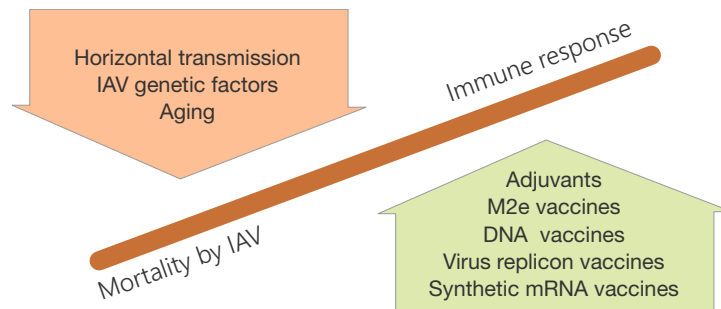 Horizontal transmission
IAV genetic factors
Aging
Immune response
Mortality by IAV
Adjuvants
M2e vaccines
DNA vaccines
Virus replicon vaccines
Synthetic mRNA vaccines